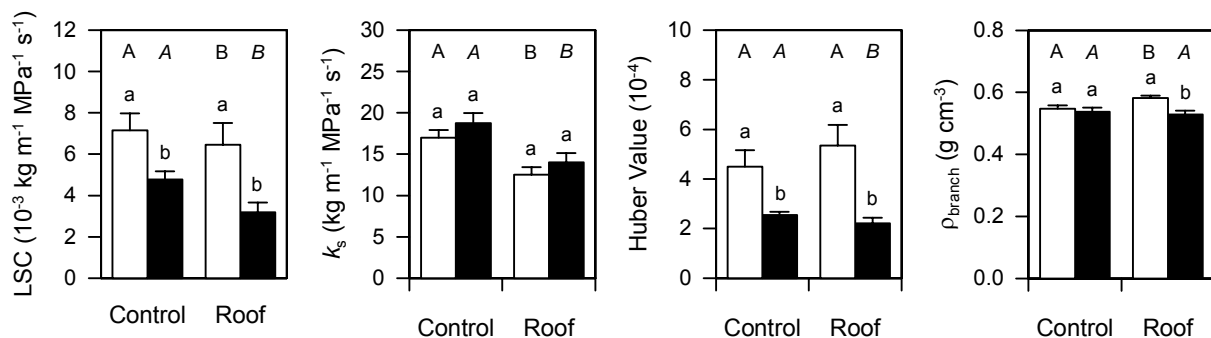 LSC (10-3 kg m-1 MPa-1 s-1)
12
10
8
6
4
2
0
A A B B
a
b
a
b
Control Roof
ks (kg m-1 MPa-1 s-1)
30
25
20
15
10
5
0
A A A B
a
a
a
a
Control Roof
Huber Value (10-4)
10
8
6
4
2
0
A A A B
a
b
a
b
Control Roof
ρbranch (g cm-3)
0.8
0.6
0.4
0.2
0.0
A A B A
a
a
a
b
Control Roof